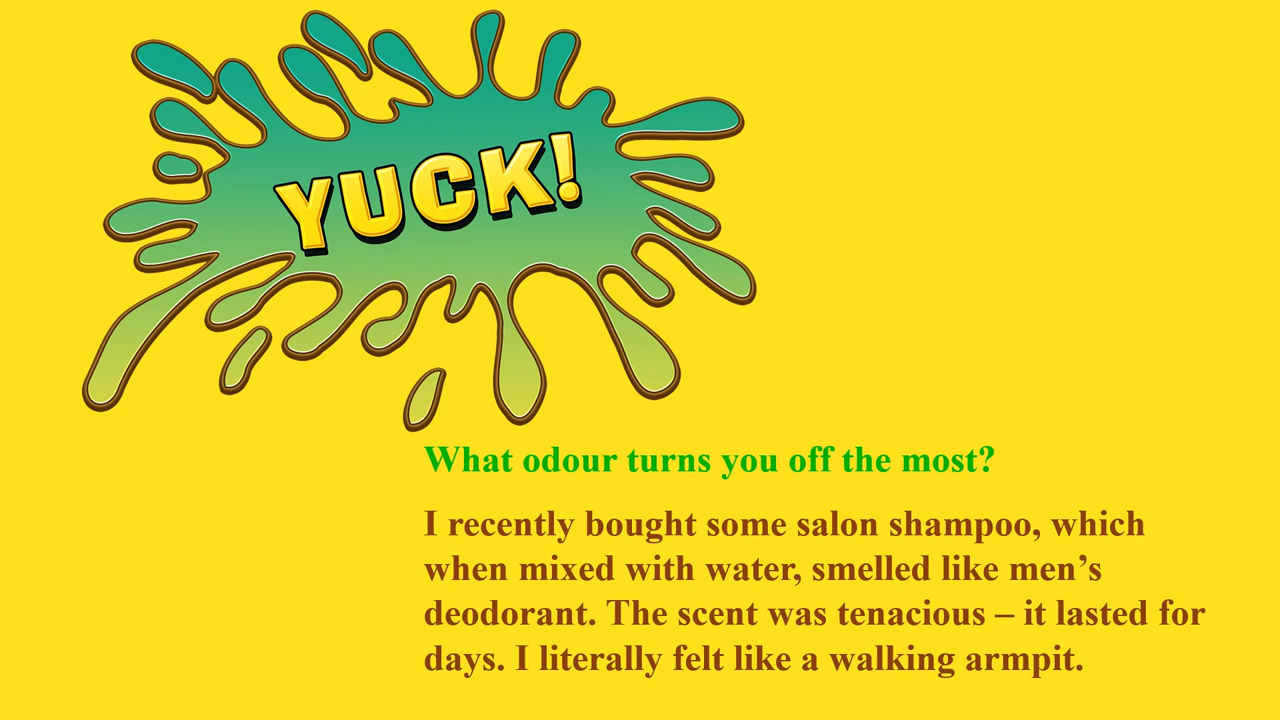 YUCK!
What odour turns you off the most?
I recently bought some salon shampoo, which
when mixed with water, smelled like men’s
deodorant. The scent was tenacious – it lasted for
days. I literally felt like a walking armpit.